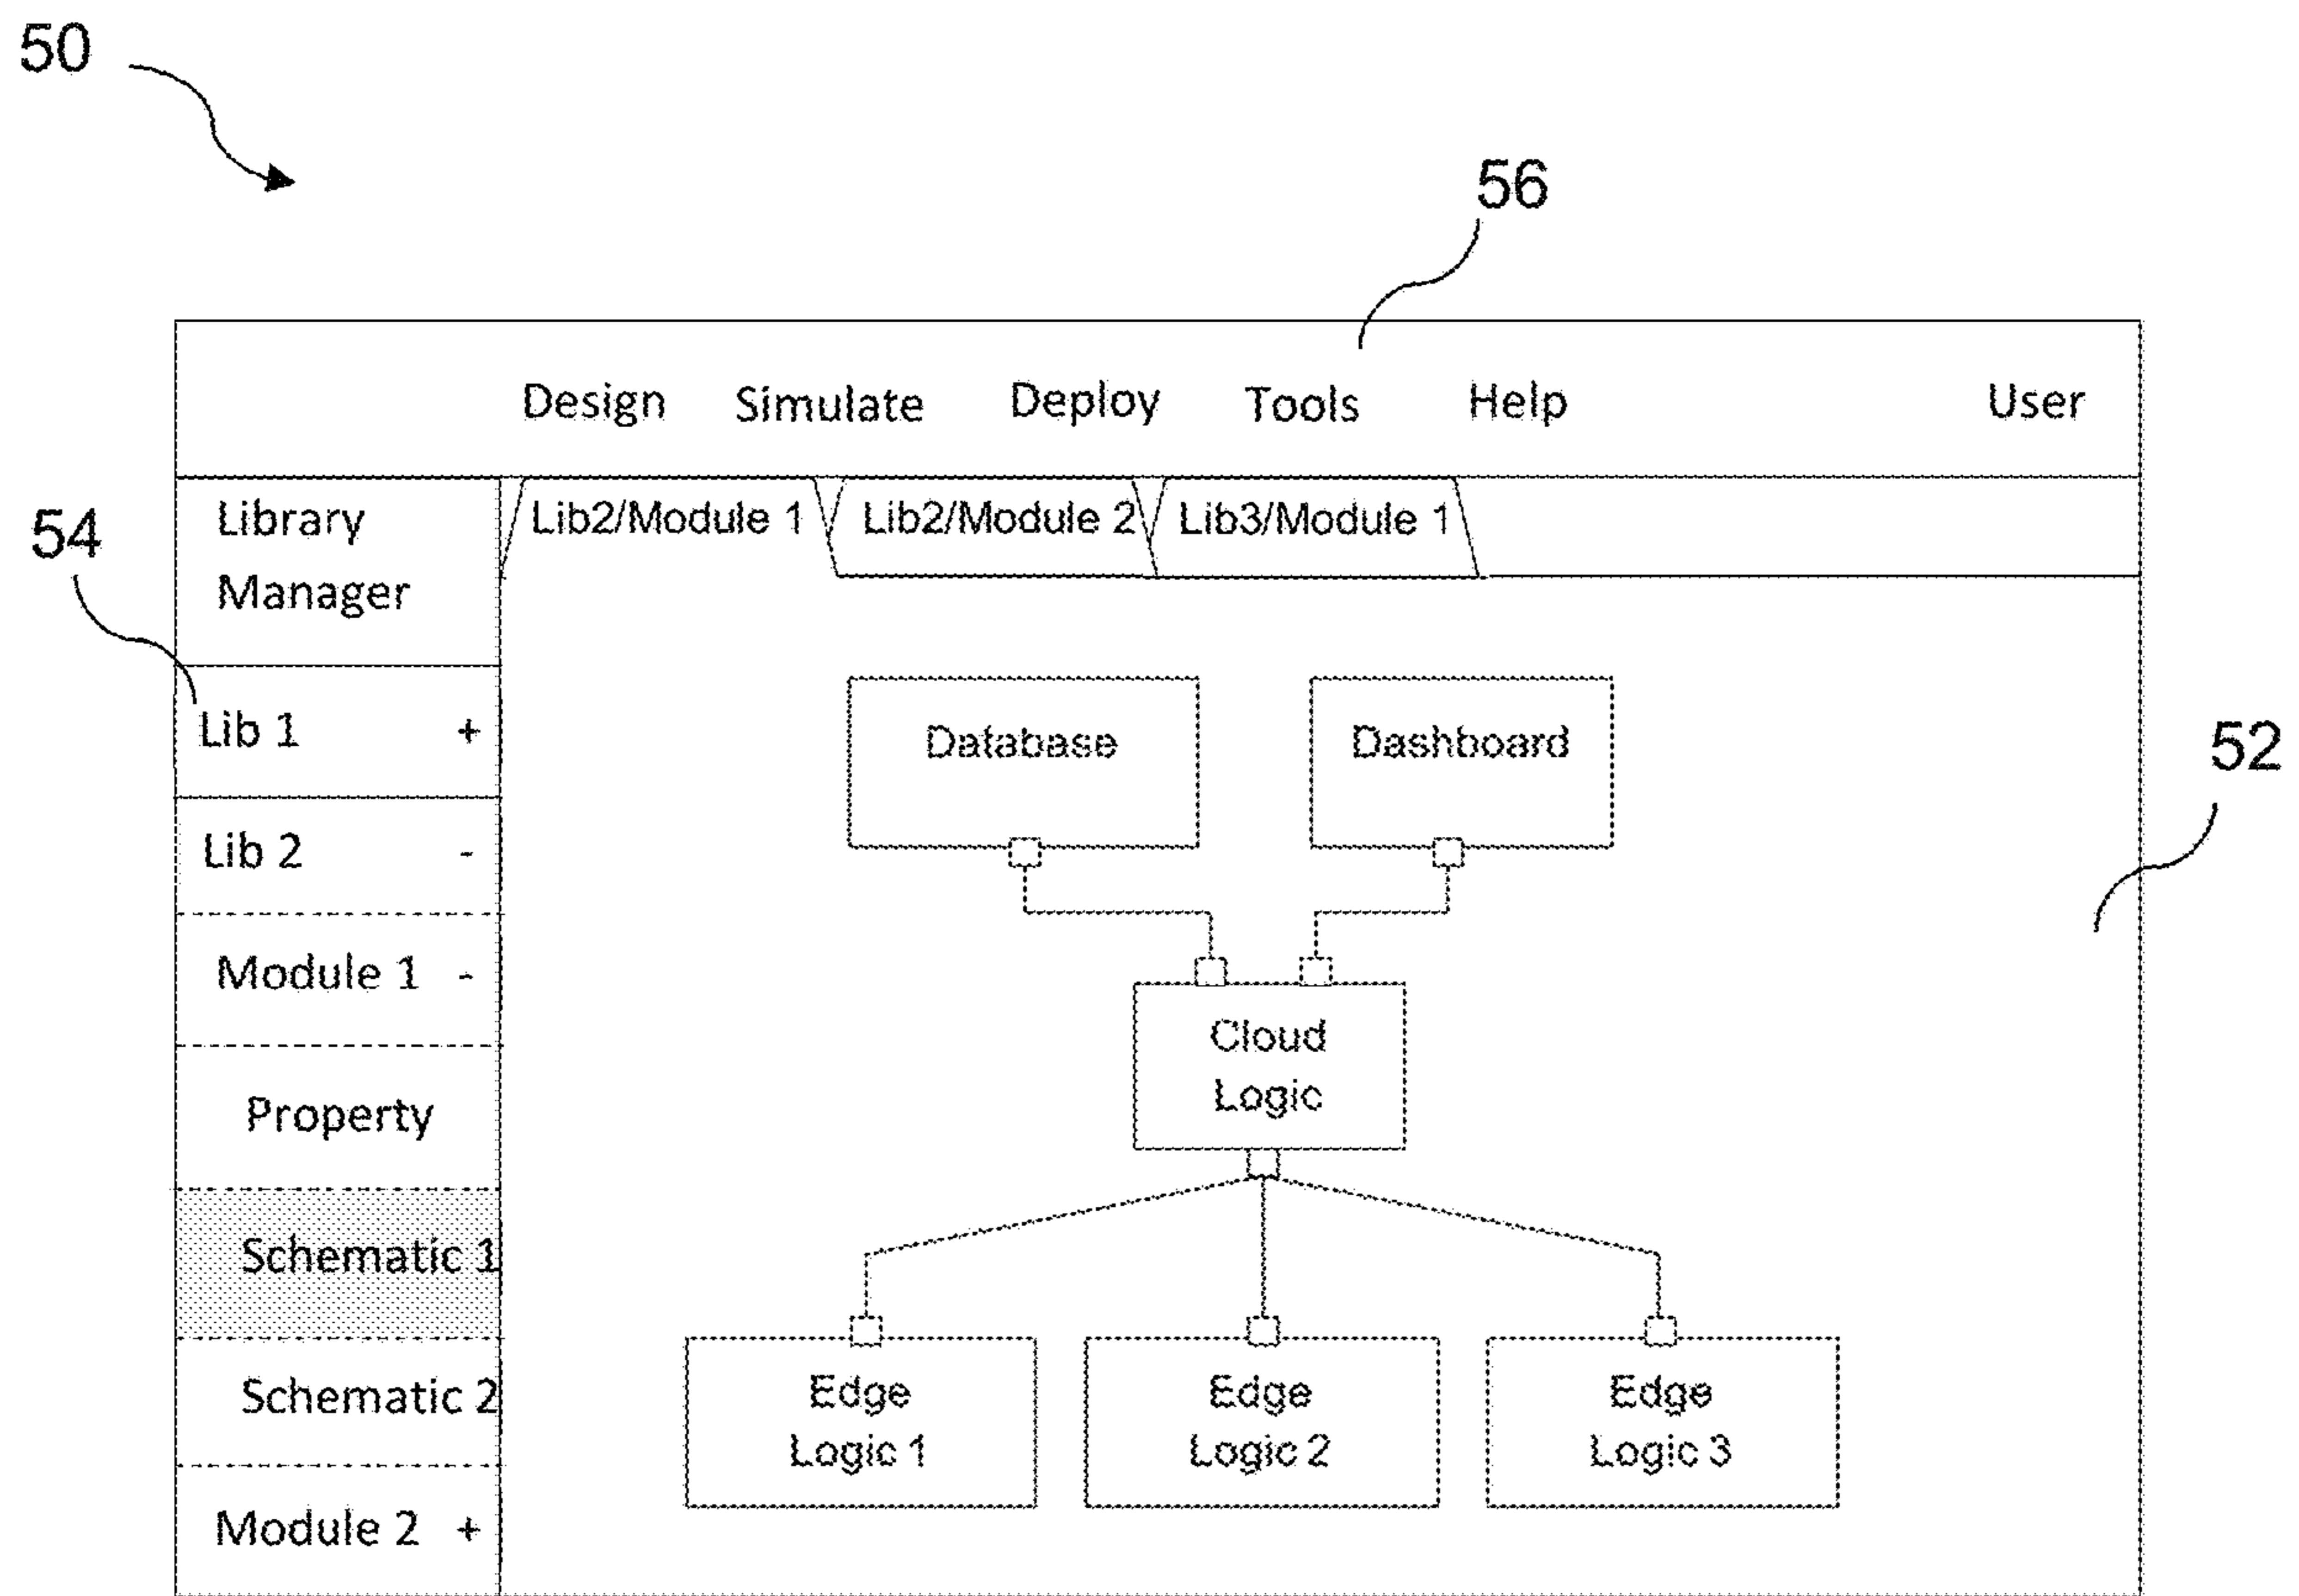 50
56
Design Simulate Deploy Tools Help User
54
Library
Manager
Lib2/Module 1 Lib2/Module 2 Lib3/Module 1
Lib 1 +
Lib 2 -
Module 1 -
Property
Schematic 1
Schematic 2
Module 2 +
Database Dashboard
52
Cloud
Logic
Edge
Logic 1
Edge
Logic 2
Edge
Logic 3